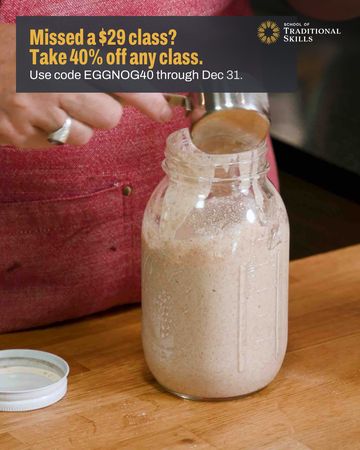 Missed a $29 class?
Take 40% off any class.
Use code EGGNOG40 through Dec 31.
SCHOOL OF
TRADITIONAL
SKILLS